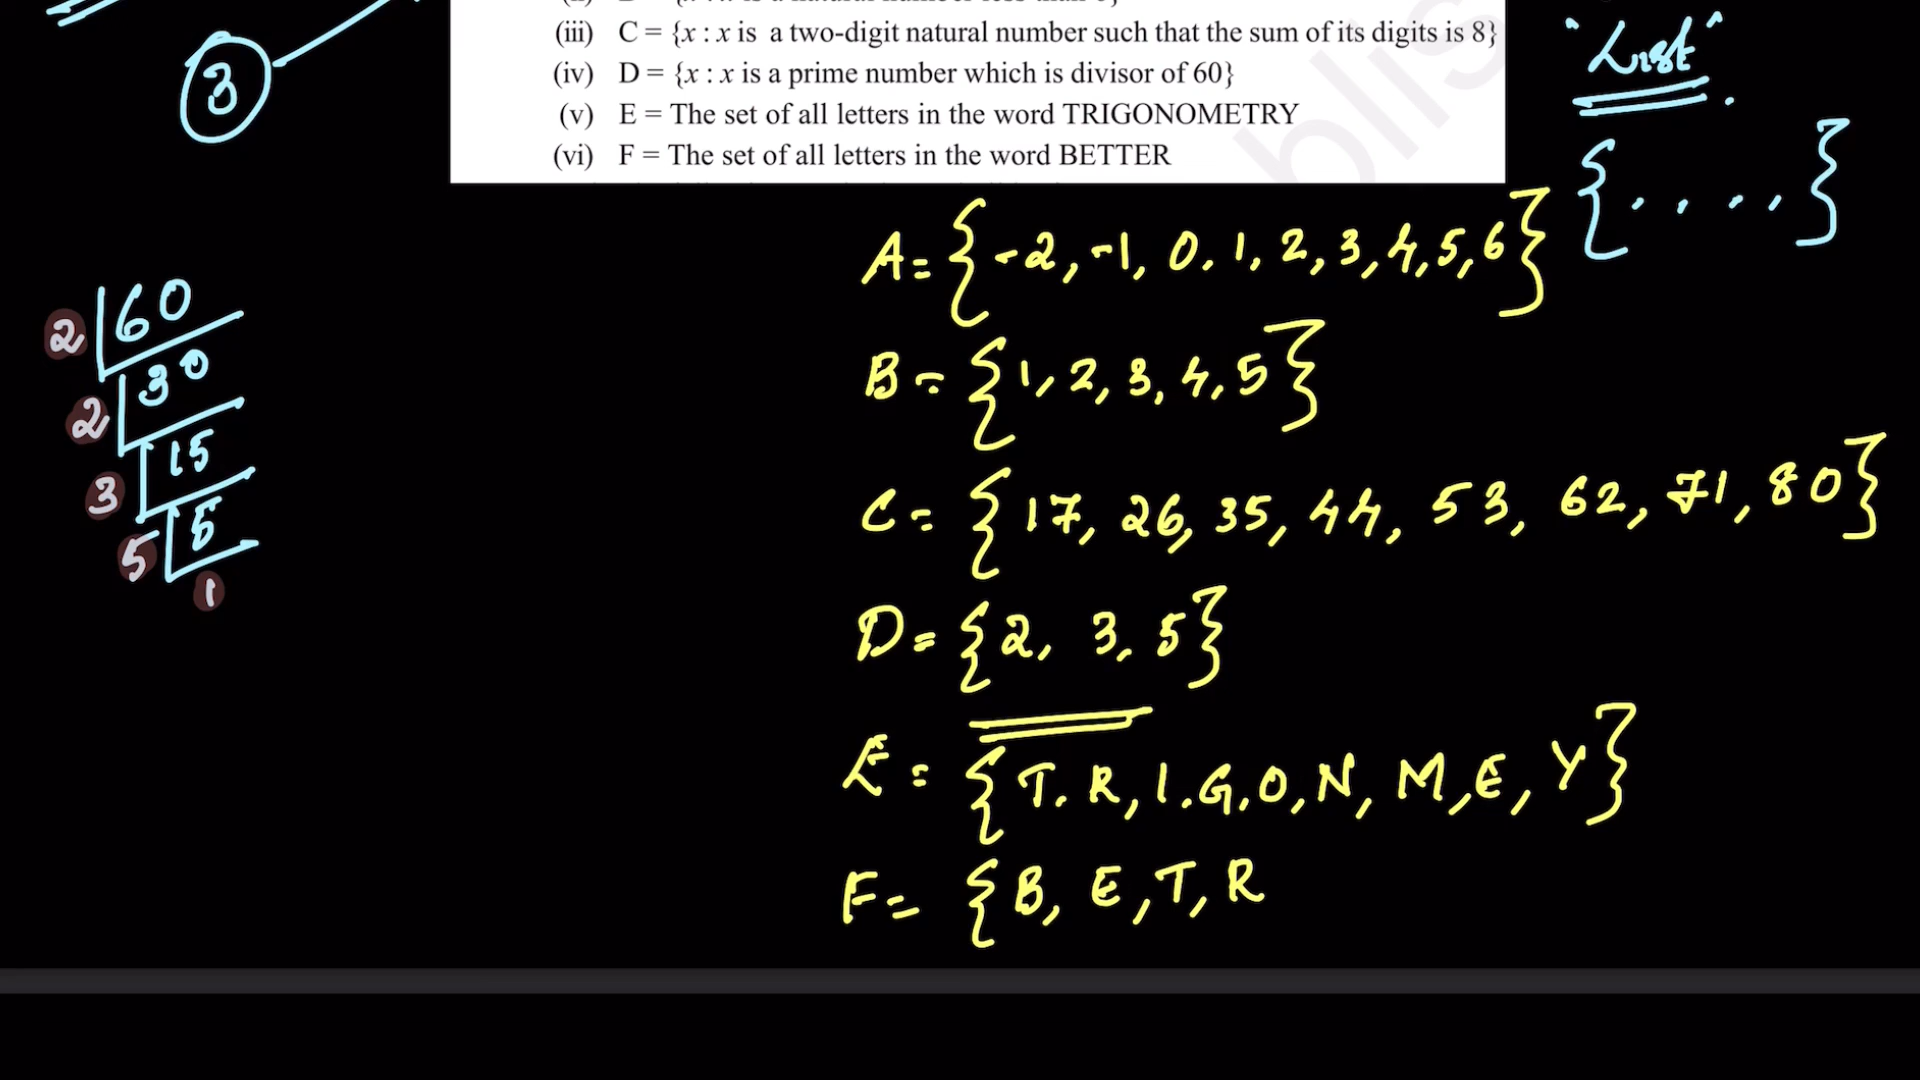 (iii) C = {x : x is a two-digit natural number such that the sum of its digits is 8}
(iv) D = {x : x is a prime number which is divisor of 60}
(v) E = The set of all letters in the word TRIGONOMETRY
(vi) F = The set of all letters in the word BETTER
blis
3
"List"
{. . . . ,}
A = {-2, -1, 0, 1, 2, 3, 4, 5, 6}
B = {1, 2, 3, 4, 5}
C = {17, 26, 35, 44, 53, 62, 71, 80}
D = {2, 3, 5}
E = {T, R, I, G, O, N, M, E, Y}
F = {B, E, T, R
2 60
2 30
3 15
5 5
1